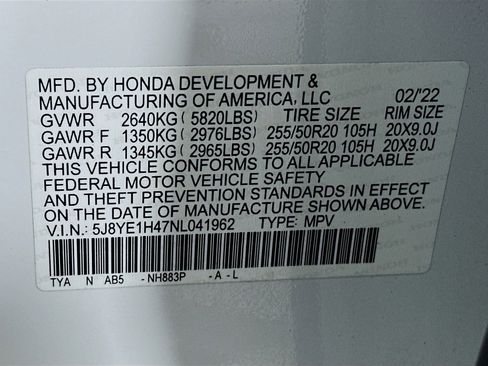 MFD. BY HONDA DEVELOPMENT &
MANUFACTURING OF AMERICA, LLC 02/'22
GVWR 2640KG ( 5820LBS) TIRE SIZE RIM SIZE
GAWR F 1350KG ( 2976LBS) 255/50R20 105H 20X9.0J
GAWR R 1345KG ( 2965LBS) 255/50R20 105H 20X9.0J
THIS VEHICLE CONFORMS TO ALL APPLICABLE
FEDERAL MOTOR VEHICLE SAFETY
AND THEFT PREVENTION STANDARDS IN EFFECT
ON THE DATE OF MANUFACTURE SHOWN ABOVE.
V.I.N.: 5J8YE1H47NL041962 TYPE: MPV
TYA N AB5 - NH883P - A - L